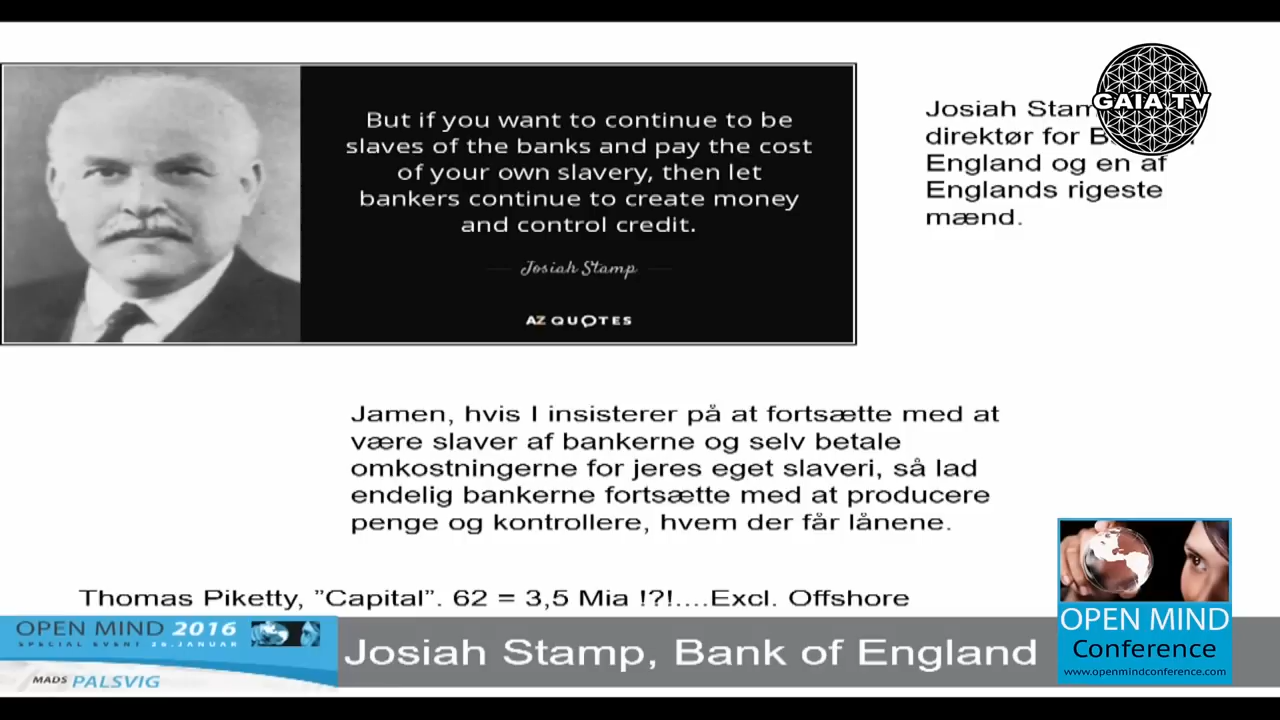 But if you want to continue to be
slaves of the banks and pay the cost
of your own slavery, then let
bankers continue to create money
and control credit.
Josiah Stamp
AZ QUOTES
GAIA TV
Josiah
direktør for
England og en af
Englands rigeste
mænd.
Jamen, hvis I insisterer på at fortsætte med at
være slaver af bankerne og selv betale
omkostningerne for jeres eget slaveri, så lad
endelig bankerne fortsætte med at producere
penge og kontrollere, hvem der får lånene.
Thomas Piketty, ”Capital”. 62 = 3,5 Mia !?!....Excl. Offshore
OPEN MIND 2016
SPECIAL EVENT 26.JANUAR
MADS PALSVIG
Josiah Stamp, Bank of England
OPEN MIND
Conference
www.openmindconference.com